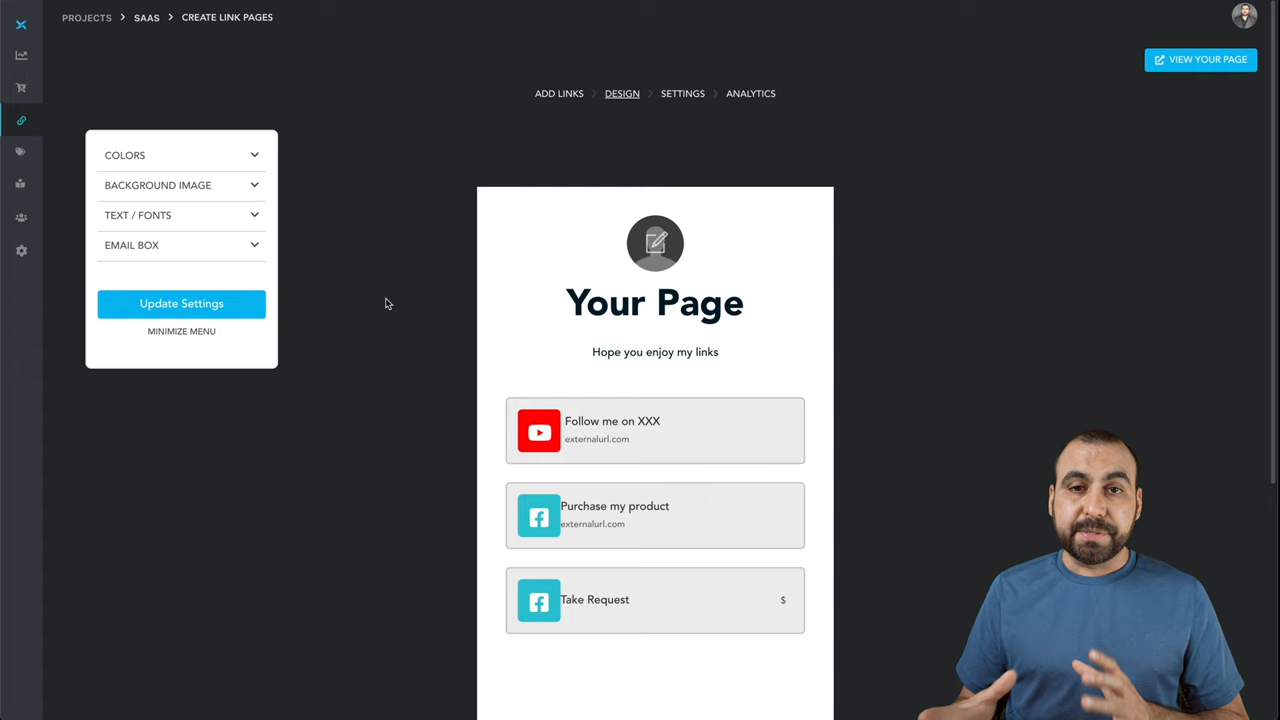 PROJECTS > SAAS > CREATE LINK PAGES
VIEW YOUR PAGE
ADD LINKS > DESIGN > SETTINGS > ANALYTICS
COLORS
BACKGROUND IMAGE
TEXT / FONTS
EMAIL BOX
Update Settings
MINIMIZE MENU
Your Page
Hope you enjoy my links
Follow me on XXX
externalurl.com
Purchase my product
externalurl.com
Take Request
$